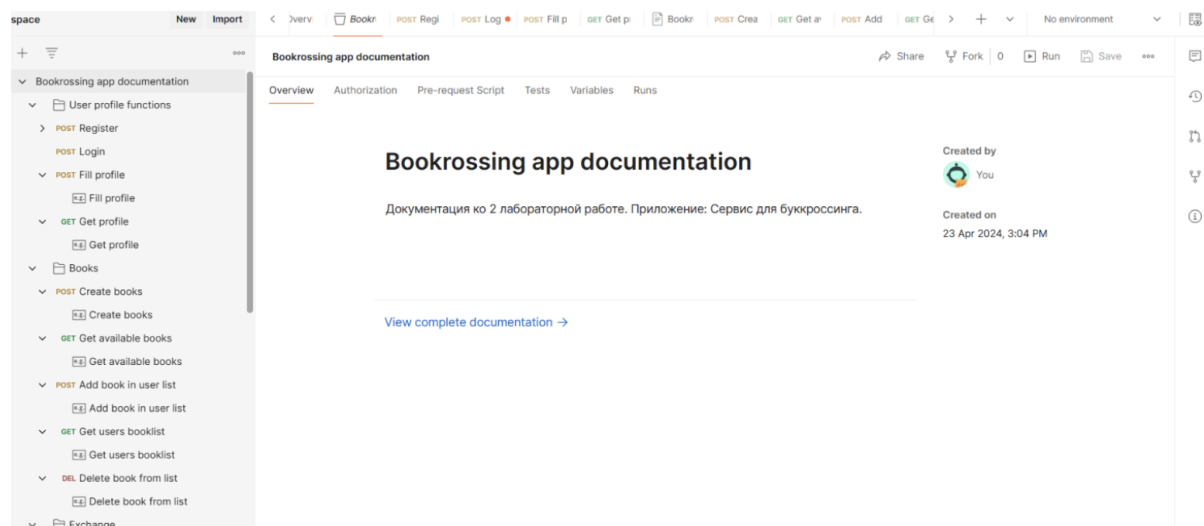 space New Import
Overv Bookr POST Regi POST Log GET Fill p GET Get p Bookr POST Crea GET Get a POST Add GET Ge No environment
Bookrossing app documentation Share Fork 0 Run Save
Bookrossing app documentation
Overview Authorization Pre-request Script Tests Variables Runs
User profile functions
POST Register
POST Login
POST Fill profile
e.g. Fill profile
GET Get profile
e.g. Get profile
Books
POST Create books
e.g. Create books
GET Get available books
e.g. Get available books
POST Add book in user list
e.g. Add book in user list
GET Get users booklist
e.g. Get users booklist
DEL Delete book from list
e.g. Delete book from list
Exchange
Bookrossing app documentation
Документация ко 2 лабораторной работе. Приложение: Сервис для буккроссинга.
View complete documentation →
Created by
You
Created on
23 Apr 2024, 3:04 PM